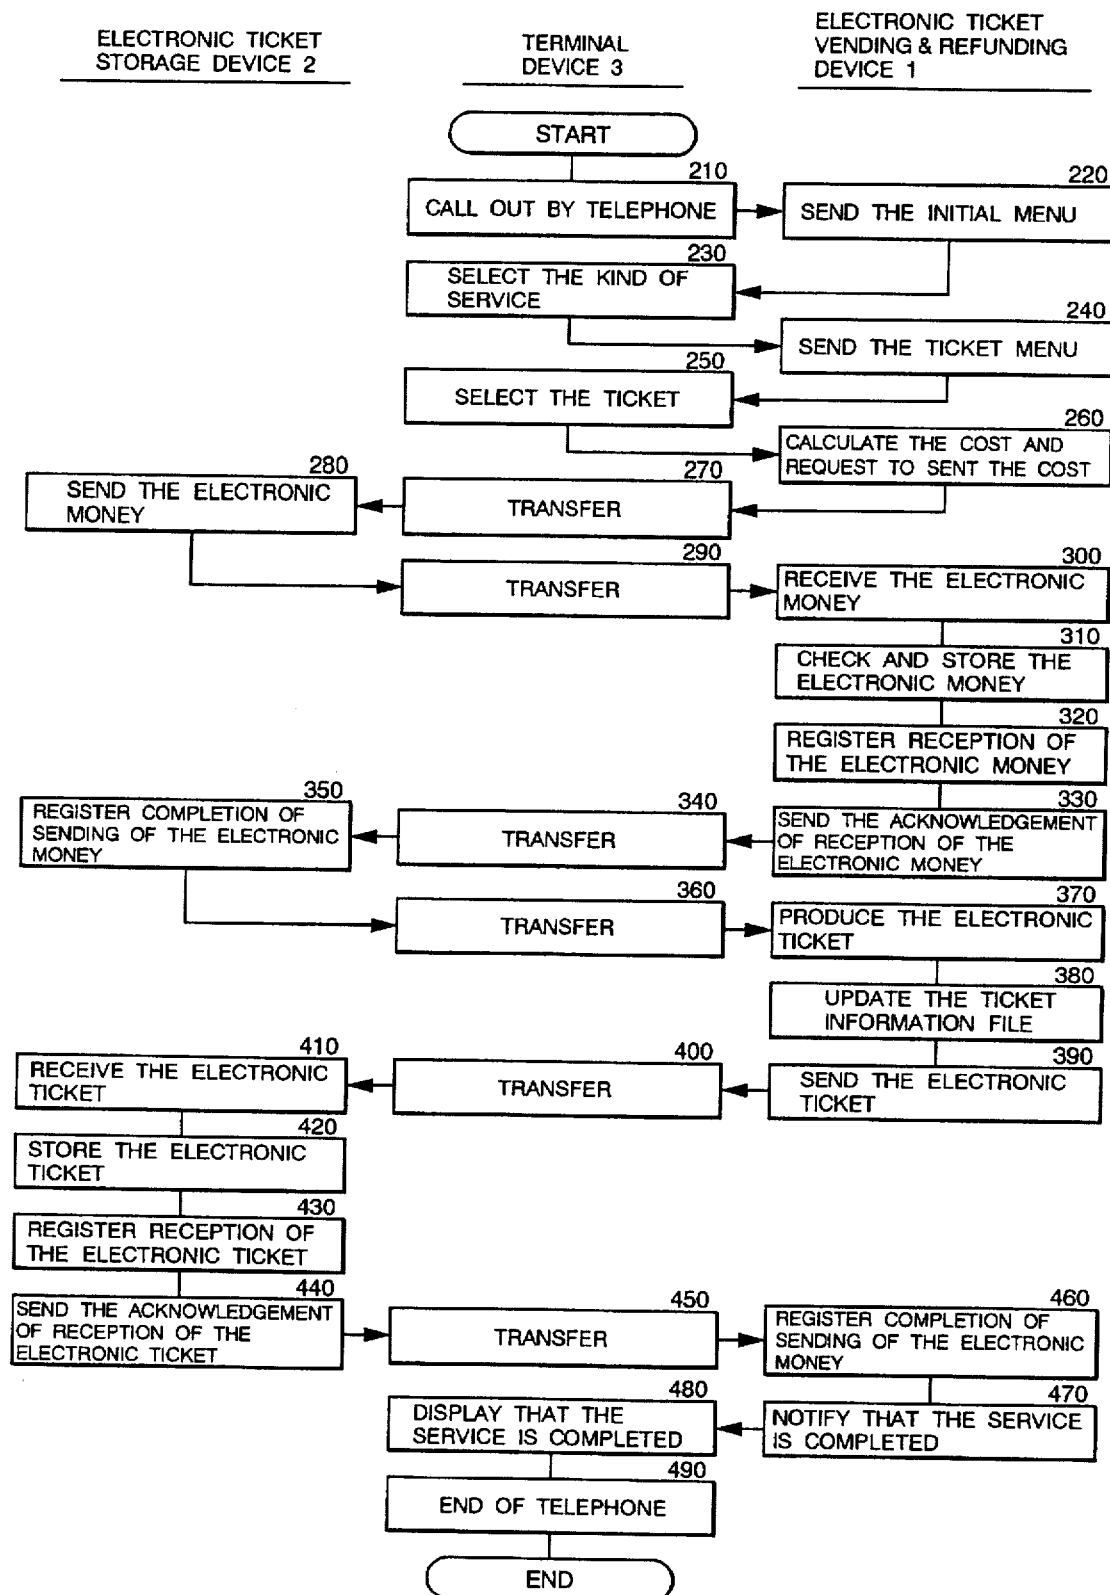 ELECTRONIC TICKET
STORAGE DEVICE 2
TERMINAL
DEVICE 3
ELECTRONIC TICKET
VENDING & REFUNDING
DEVICE 1
START
210
CALL OUT BY TELEPHONE
220
SEND THE INITIAL MENU
230
SELECT THE KIND OF
SERVICE
240
SEND THE TICKET MENU
250
SELECT THE TICKET
260
CALCULATE THE COST AND
REQUEST TO SENT THE COST
270
TRANSFER
280
SEND THE ELECTRONIC
MONEY
290
TRANSFER
300
RECEIVE THE ELECTRONIC
MONEY
310
CHECK AND STORE THE
ELECTRONIC MONEY
320
REGISTER RECEPTION OF
THE ELECTRONIC MONEY
330
SEND THE ACKNOWLEDGEMENT
OF RECEPTION OF THE
ELECTRONIC MONEY
340
TRANSFER
350
REGISTER COMPLETION OF
SENDING OF THE ELECTRONIC
MONEY
360
TRANSFER
370
PRODUCE THE ELECTRONIC
TICKET
380
UPDATE THE TICKET
INFORMATION FILE
390
SEND THE ELECTRONIC
TICKET
400
TRANSFER
410
RECEIVE THE ELECTRONIC
TICKET
420
STORE THE ELECTRONIC
TICKET
430
REGISTER RECEPTION OF
THE ELECTRONIC TICKET
440
SEND THE ACKNOWLEDGEMENT
OF RECEPTION OF THE
ELECTRONIC TICKET
450
TRANSFER
460
REGISTER COMPLETION OF
SENDING OF THE ELECTRONIC
MONEY
470
NOTIFY THAT THE SERVICE
IS COMPLETED
480
DISPLAY THAT THE
SERVICE IS COMPLETED
490
END OF TELEPHONE
END